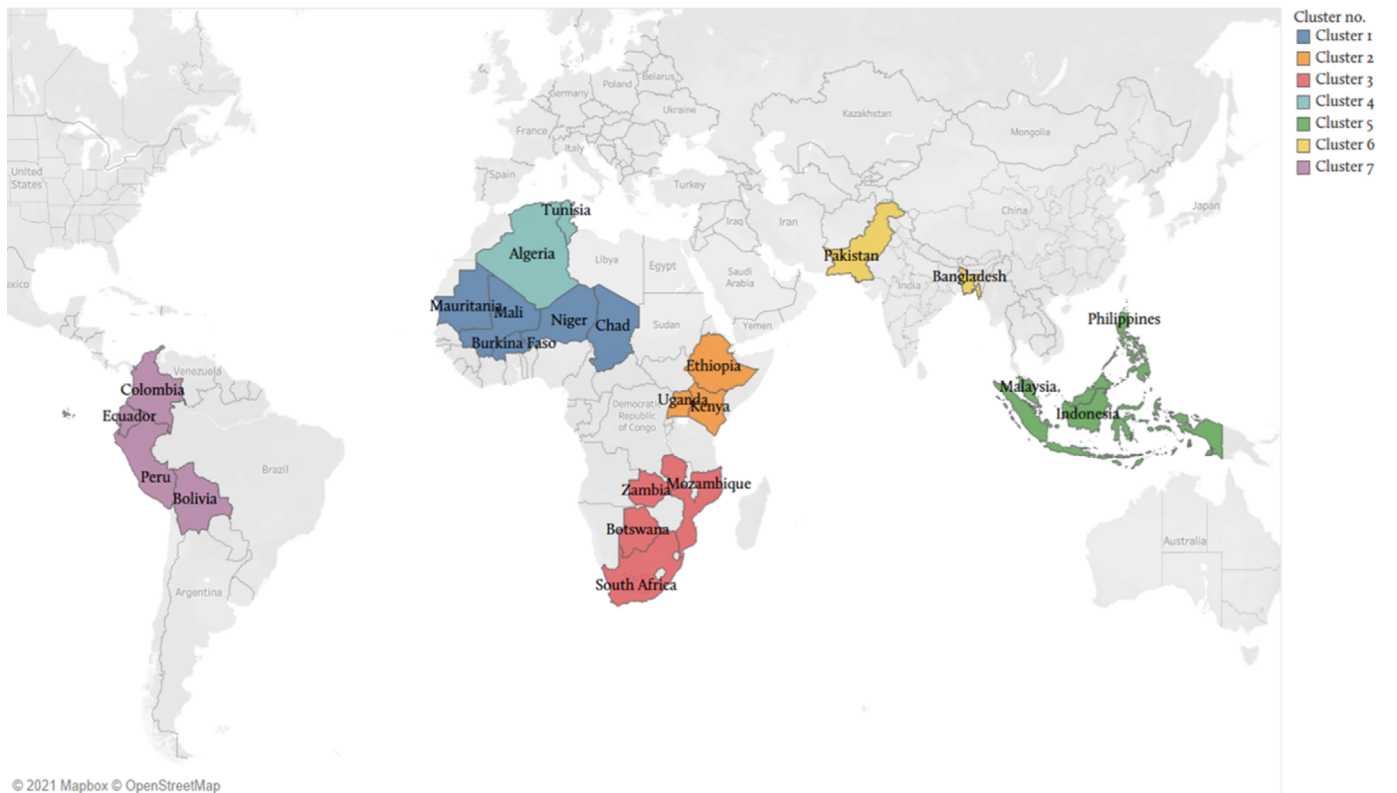 Cluster no.
Cluster 1
Cluster 2
Cluster 3
Cluster 4
Cluster 5
Cluster 6
Cluster 7
Belarus
Poland
Germany
Ukraine
Kazakhstan
France
Mongolia
Italy
United
States
Spain
Turkey
Japan
Tunisia
China
Iraq
Iran
Algeria
Libya
Egypt
Pakistan
Saudi
Arabia
Bangladesh
India
exico
Mauritania
Mali
Niger
Chad
Sudan
Yemen
Philippines
Burkina Faso
Ethiopia
Venezuela
Colombia
Malaysia
Uganda
Kenya
Democratic
Republic
of Congo
Ecuador
Indonesia
Brazil
Peru
Bolivia
Zambia
Mozambique
Botswana
Australia
South Africa
Argentina
© 2021 Mapbox © OpenStreetMap